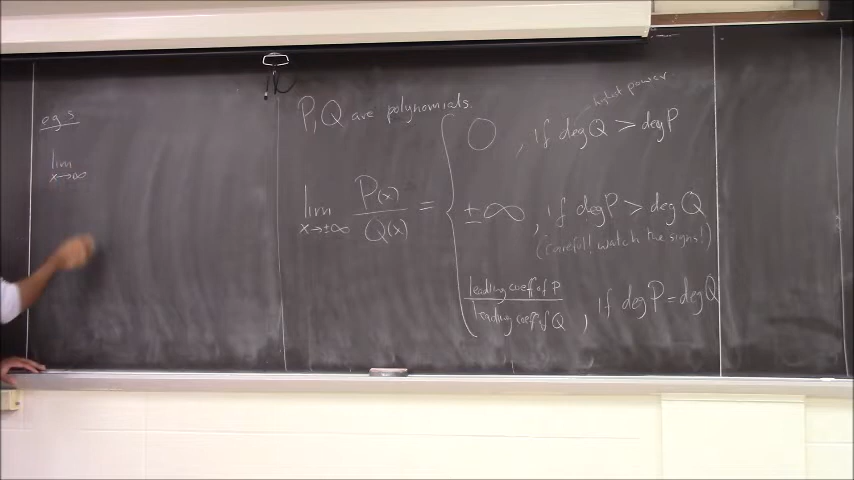 egs
lim
x→∞
P, Q are polynomials.
highest power
lim P(x) / Q(x) =
x→±∞
0, if deg Q > deg P
±∞, if deg P > deg Q
(careful! watch the signs!)
leading coeff of P
leading coeff of Q , if deg P = deg Q